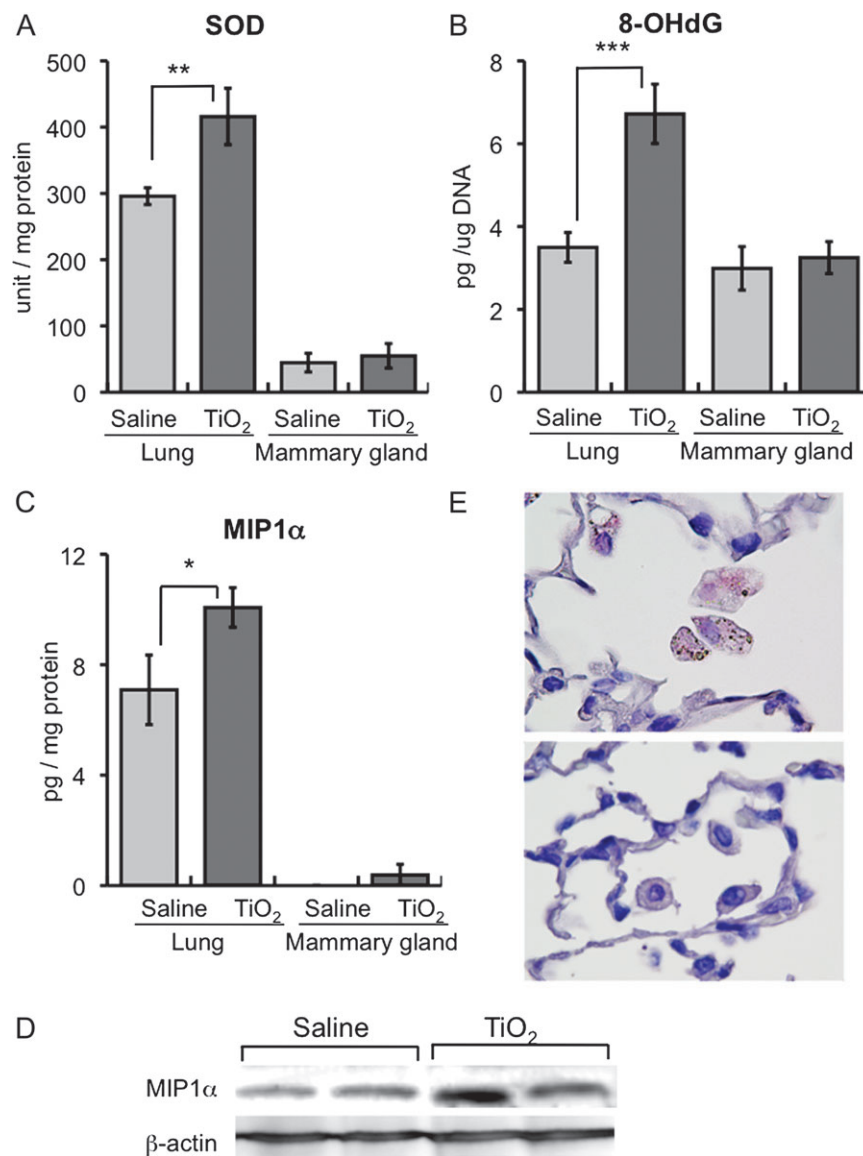 A
SOD
unit / mg protein
500
400
300
200
100
0
**
Saline TiO₂ Saline TiO₂
Lung Mammary gland
B
8-OHdG
pg /ug DNA
8
6
4
2
0
***
Saline TiO₂ Saline TiO₂
Lung Mammary gland
C
MIP1α
pg / mg protein
12
8
4
0
*
Saline TiO₂ Saline TiO₂
Lung Mammary gland
E
D
Saline TiO₂
MIP1α
β-actin